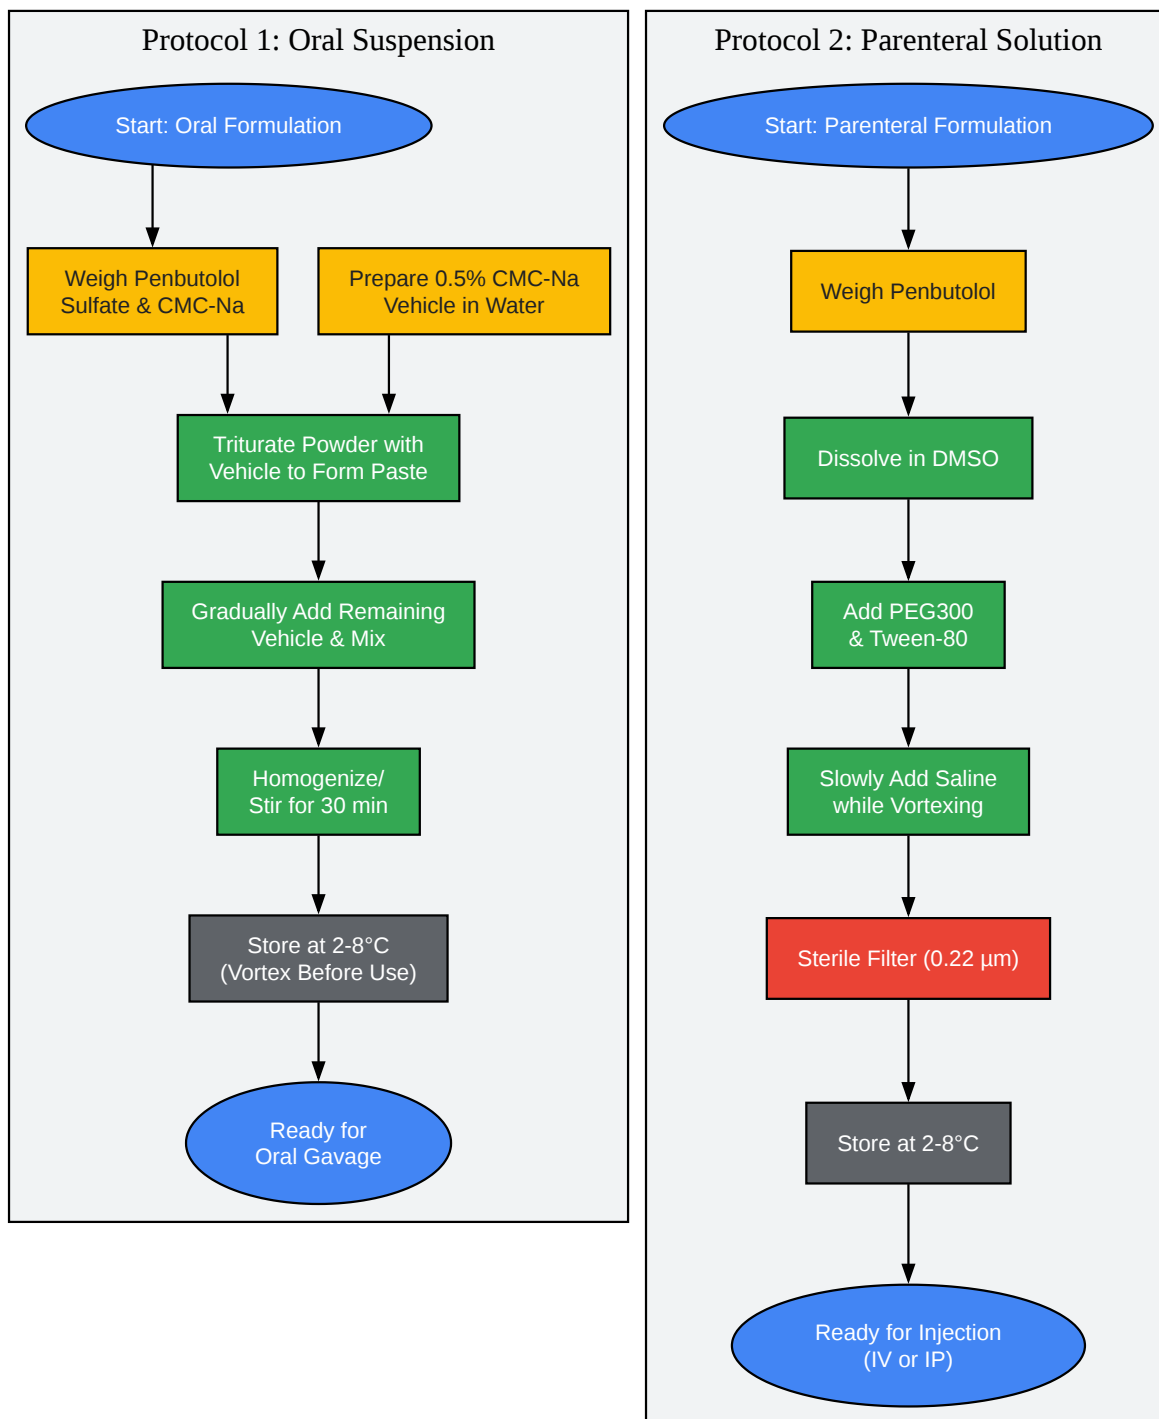 Protocol 1: Oral Suspension
Start: Oral Formulation
Weigh Penbutolol
Sulfate & CMC-Na
Prepare 0.5% CMC-Na
Vehicle in Water
Triturate Powder with
Vehicle to Form Paste
Gradually Add Remaining
Vehicle & Mix
Homogenize/
Stir for 30 min
Store at 2-8°C
(Vortex Before Use)
Ready for
Oral Gavage
Protocol 2: Parenteral Solution
Start: Parenteral Formulation
Weigh Penbutolol
Dissolve in DMSO
Add PEG300
& Tween-80
Slowly Add Saline
while Vortexing
Sterile Filter (0.22 µm)
Store at 2-8°C
Ready for Injection
(IV or IP)